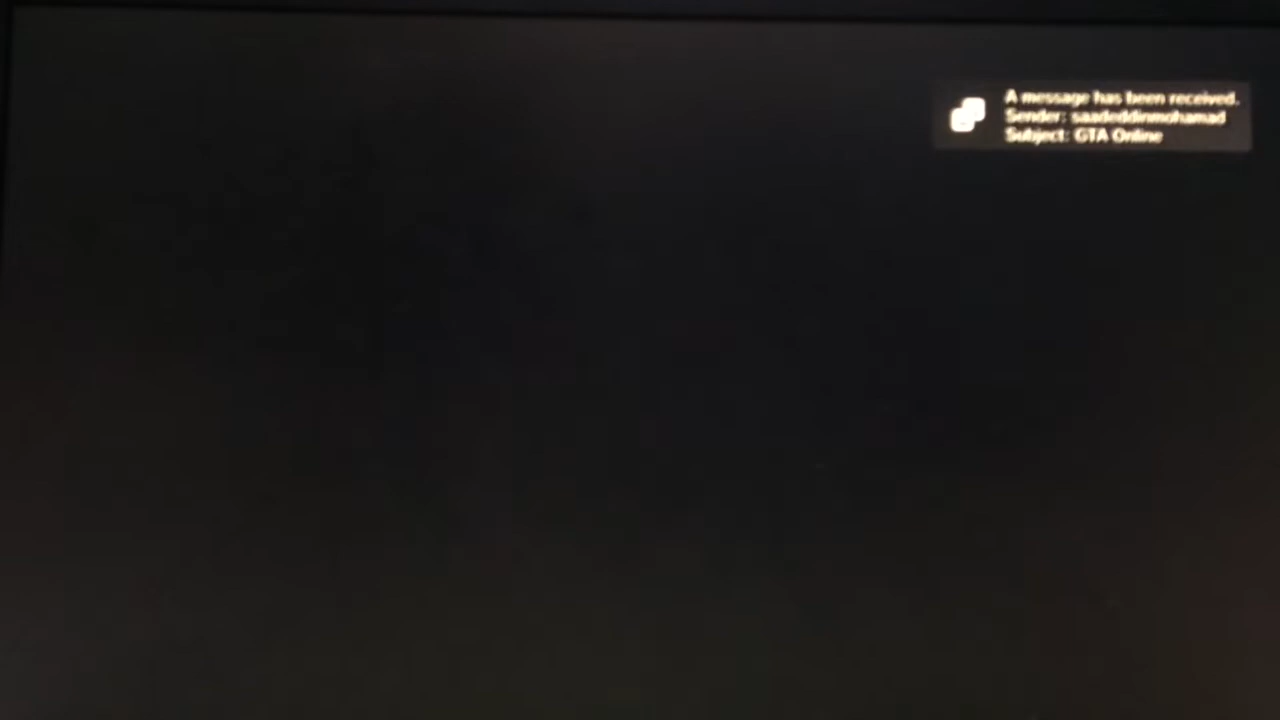 A message has been received.
Sender: saadeddinmohamad
Subject: GTA Online